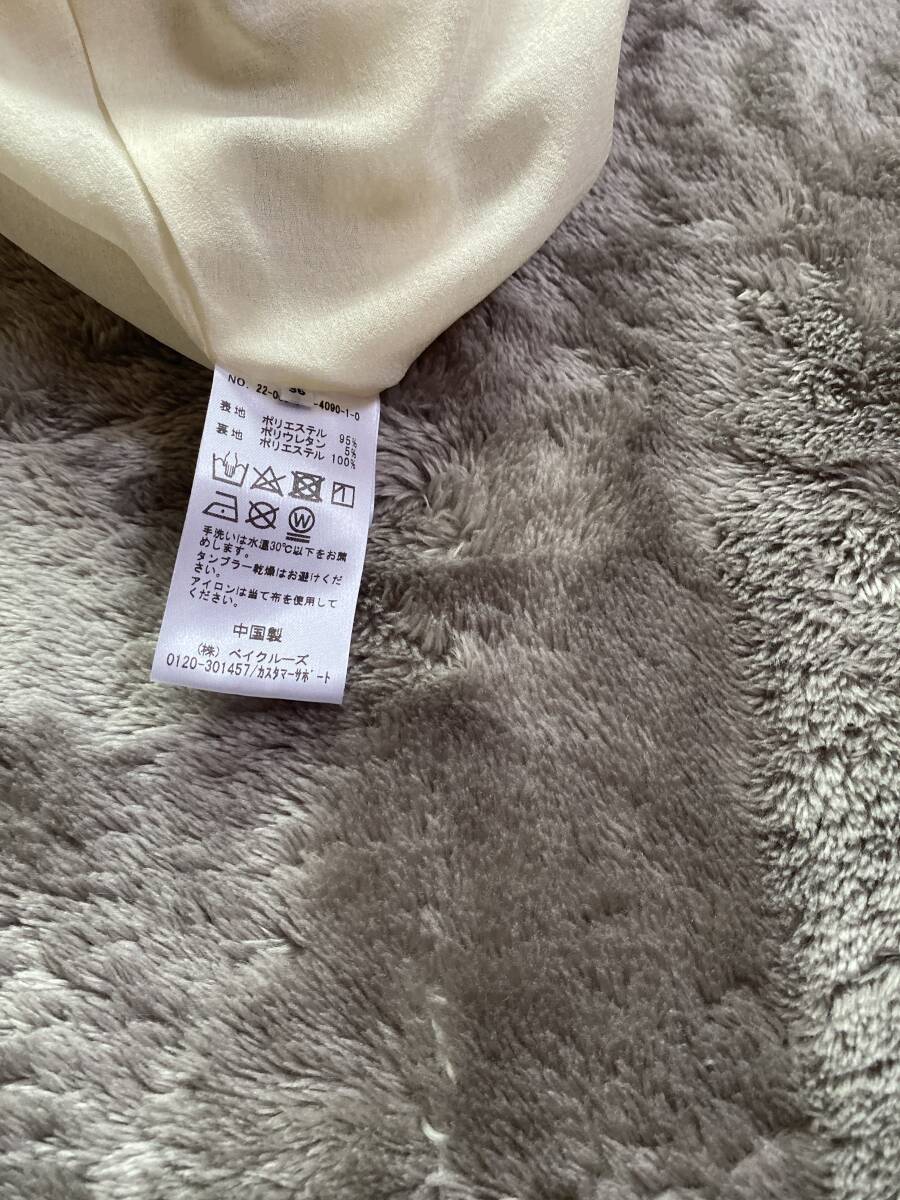 36
NO. 22-0 -4090-1-0
表地 ポリエステル 95%
ポリウレタン 5%
裏地 ポリエステル 100%
W
手洗いは水温30℃以下をお薦
めします。
タンブラー乾燥はお避けくだ
さい。
アイロンは当て布を使用して
ください。
中国製
(株) ベイクルーズ
0120-301457/カスタマーサポート